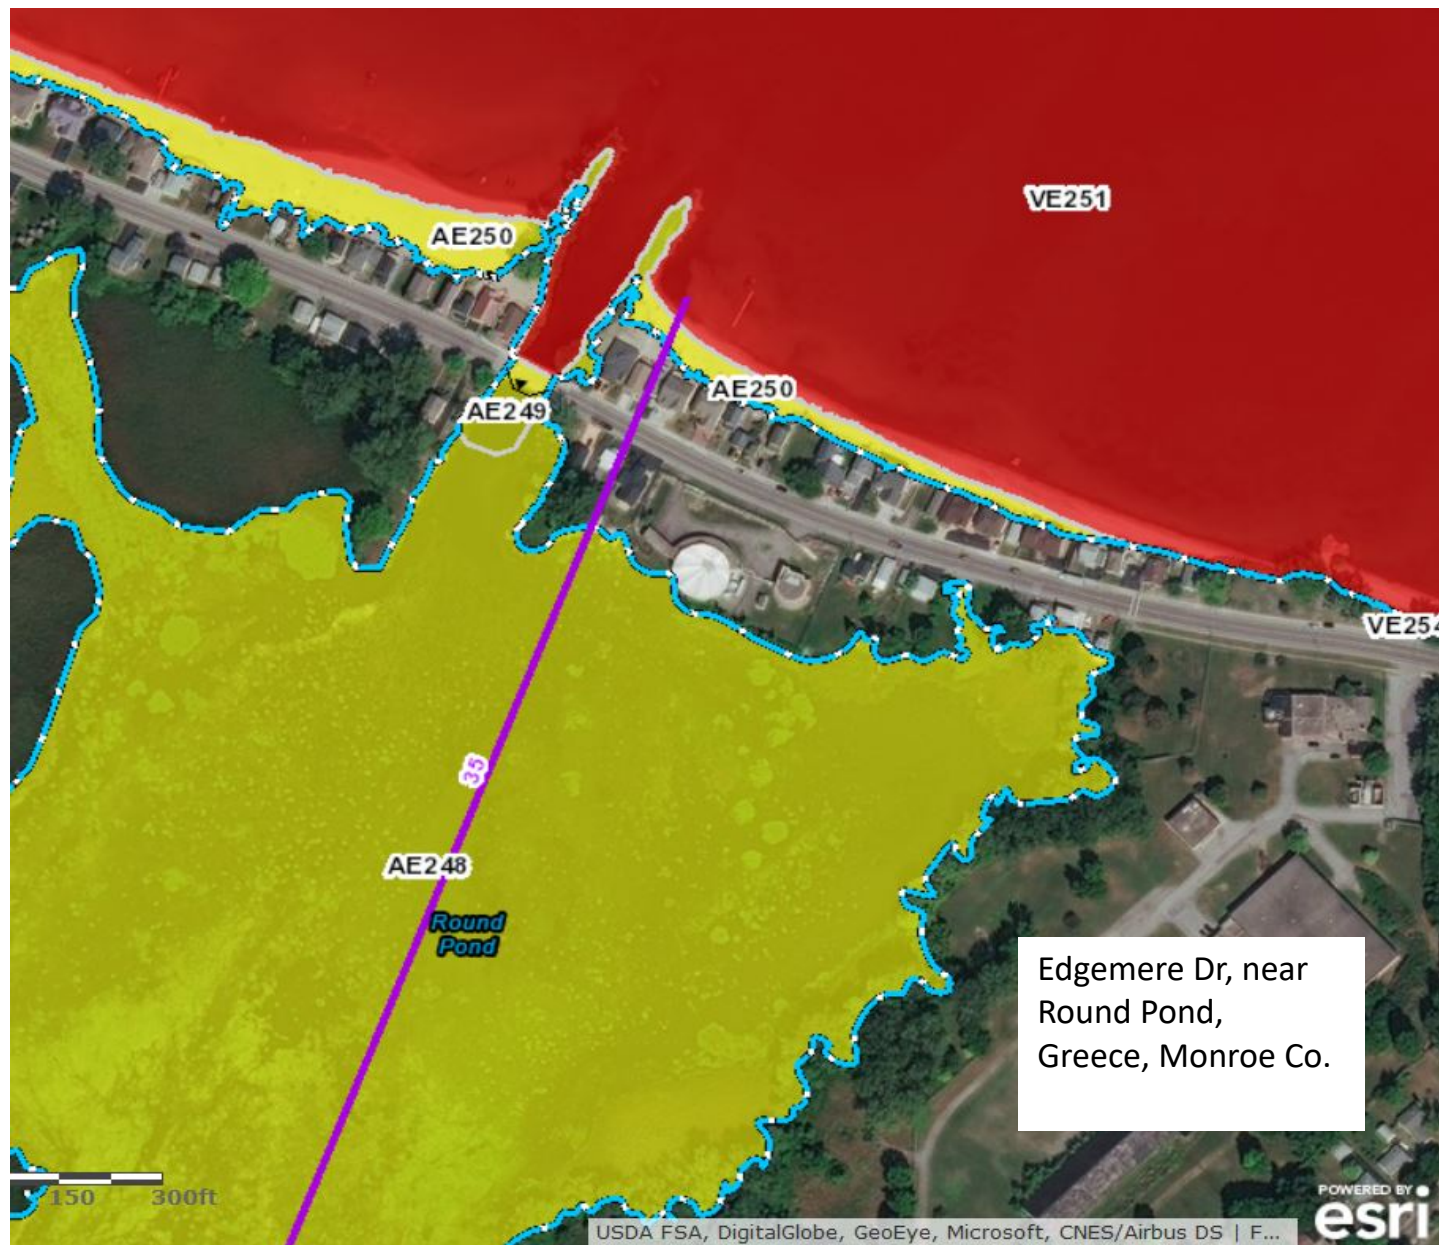 VE251
AE250
AE250
AE249
VE254
35
AE248
Round
Pond
Edgemere Dr, near
Round Pond,
Greece, Monroe Co.
150 300ft
POWERED BY
esri
USDA FSA, DigitalGlobe, GeoEye, Microsoft, CNES/Airbus DS | F...